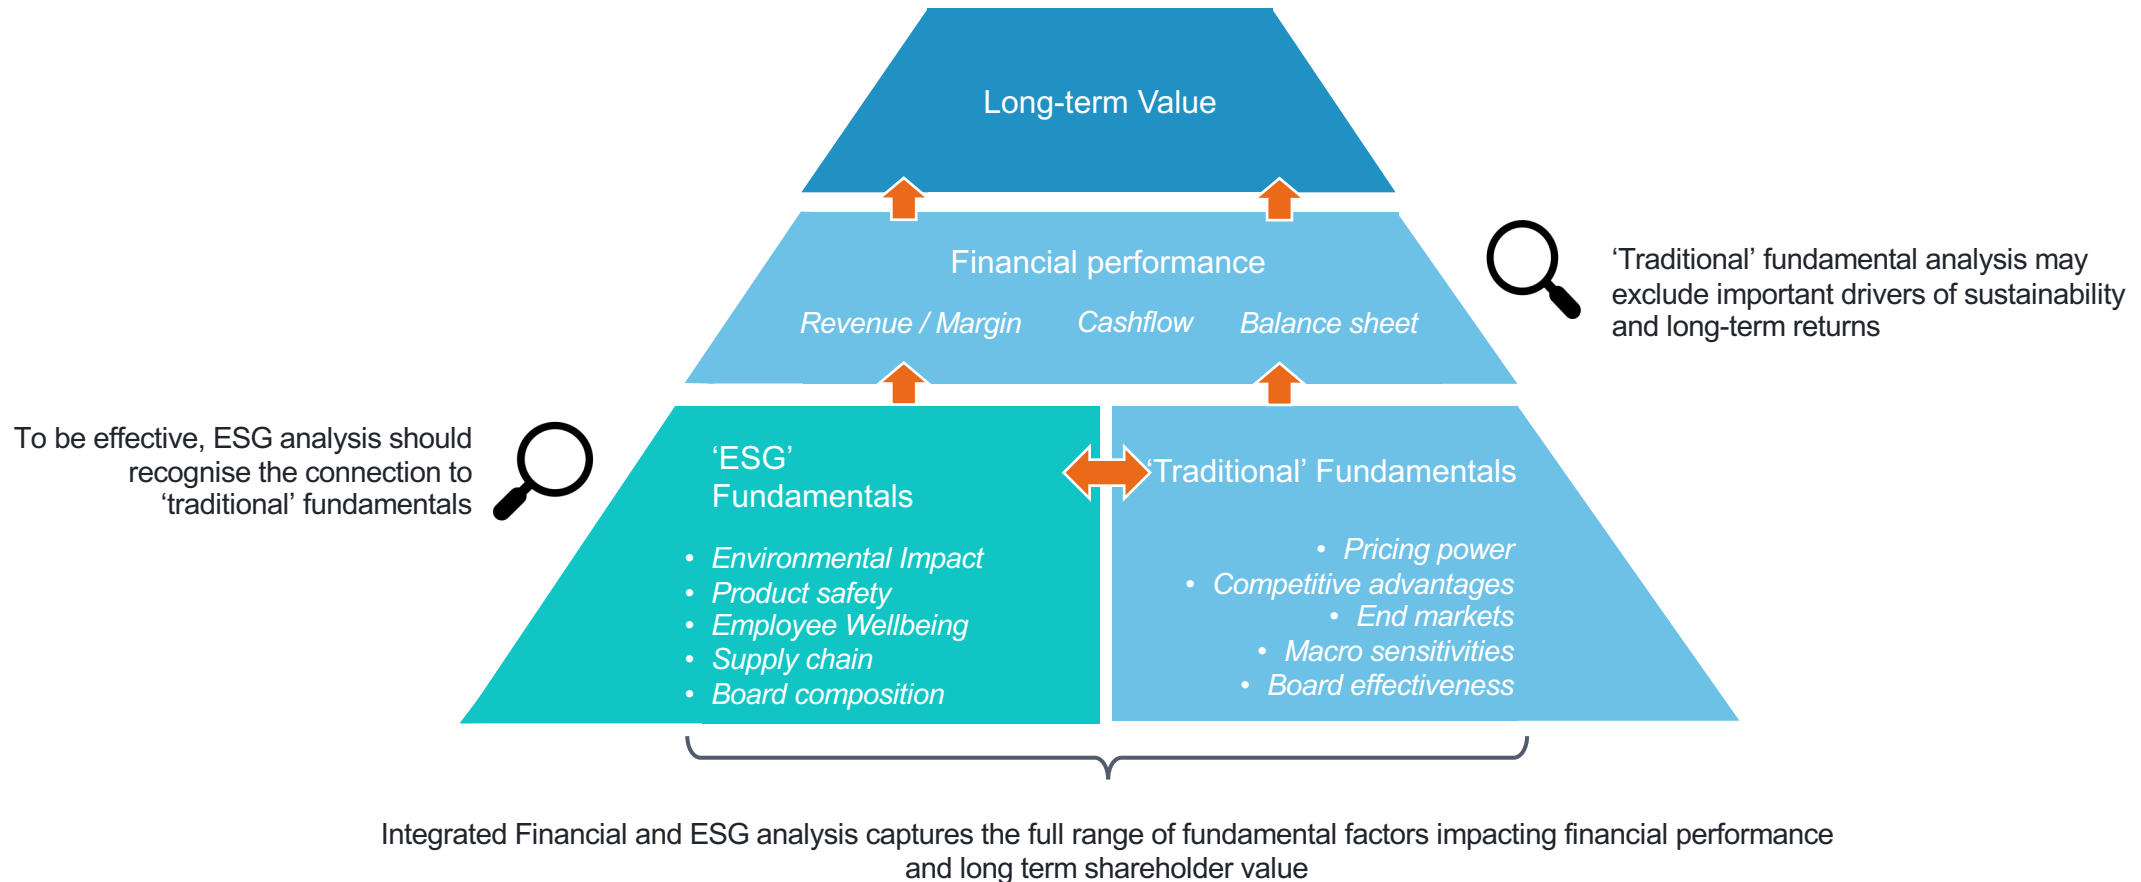 Long-term Value
Financial performance
Revenue / Margin
Cashflow
Balance sheet
‘Traditional’ fundamental analysis may
exclude important drivers of sustainability
and long-term returns
To be effective, ESG analysis should
recognise the connection to
‘traditional’ fundamentals
‘ESG’
Fundamentals
• Environmental Impact
• Product safety
• Employee Wellbeing
• Supply chain
• Board composition
‘Traditional’ Fundamentals
• Pricing power
• Competitive advantages
• End markets
• Macro sensitivities
• Board effectiveness
Integrated Financial and ESG analysis captures the full range of fundamental factors impacting financial performance
and long term shareholder value